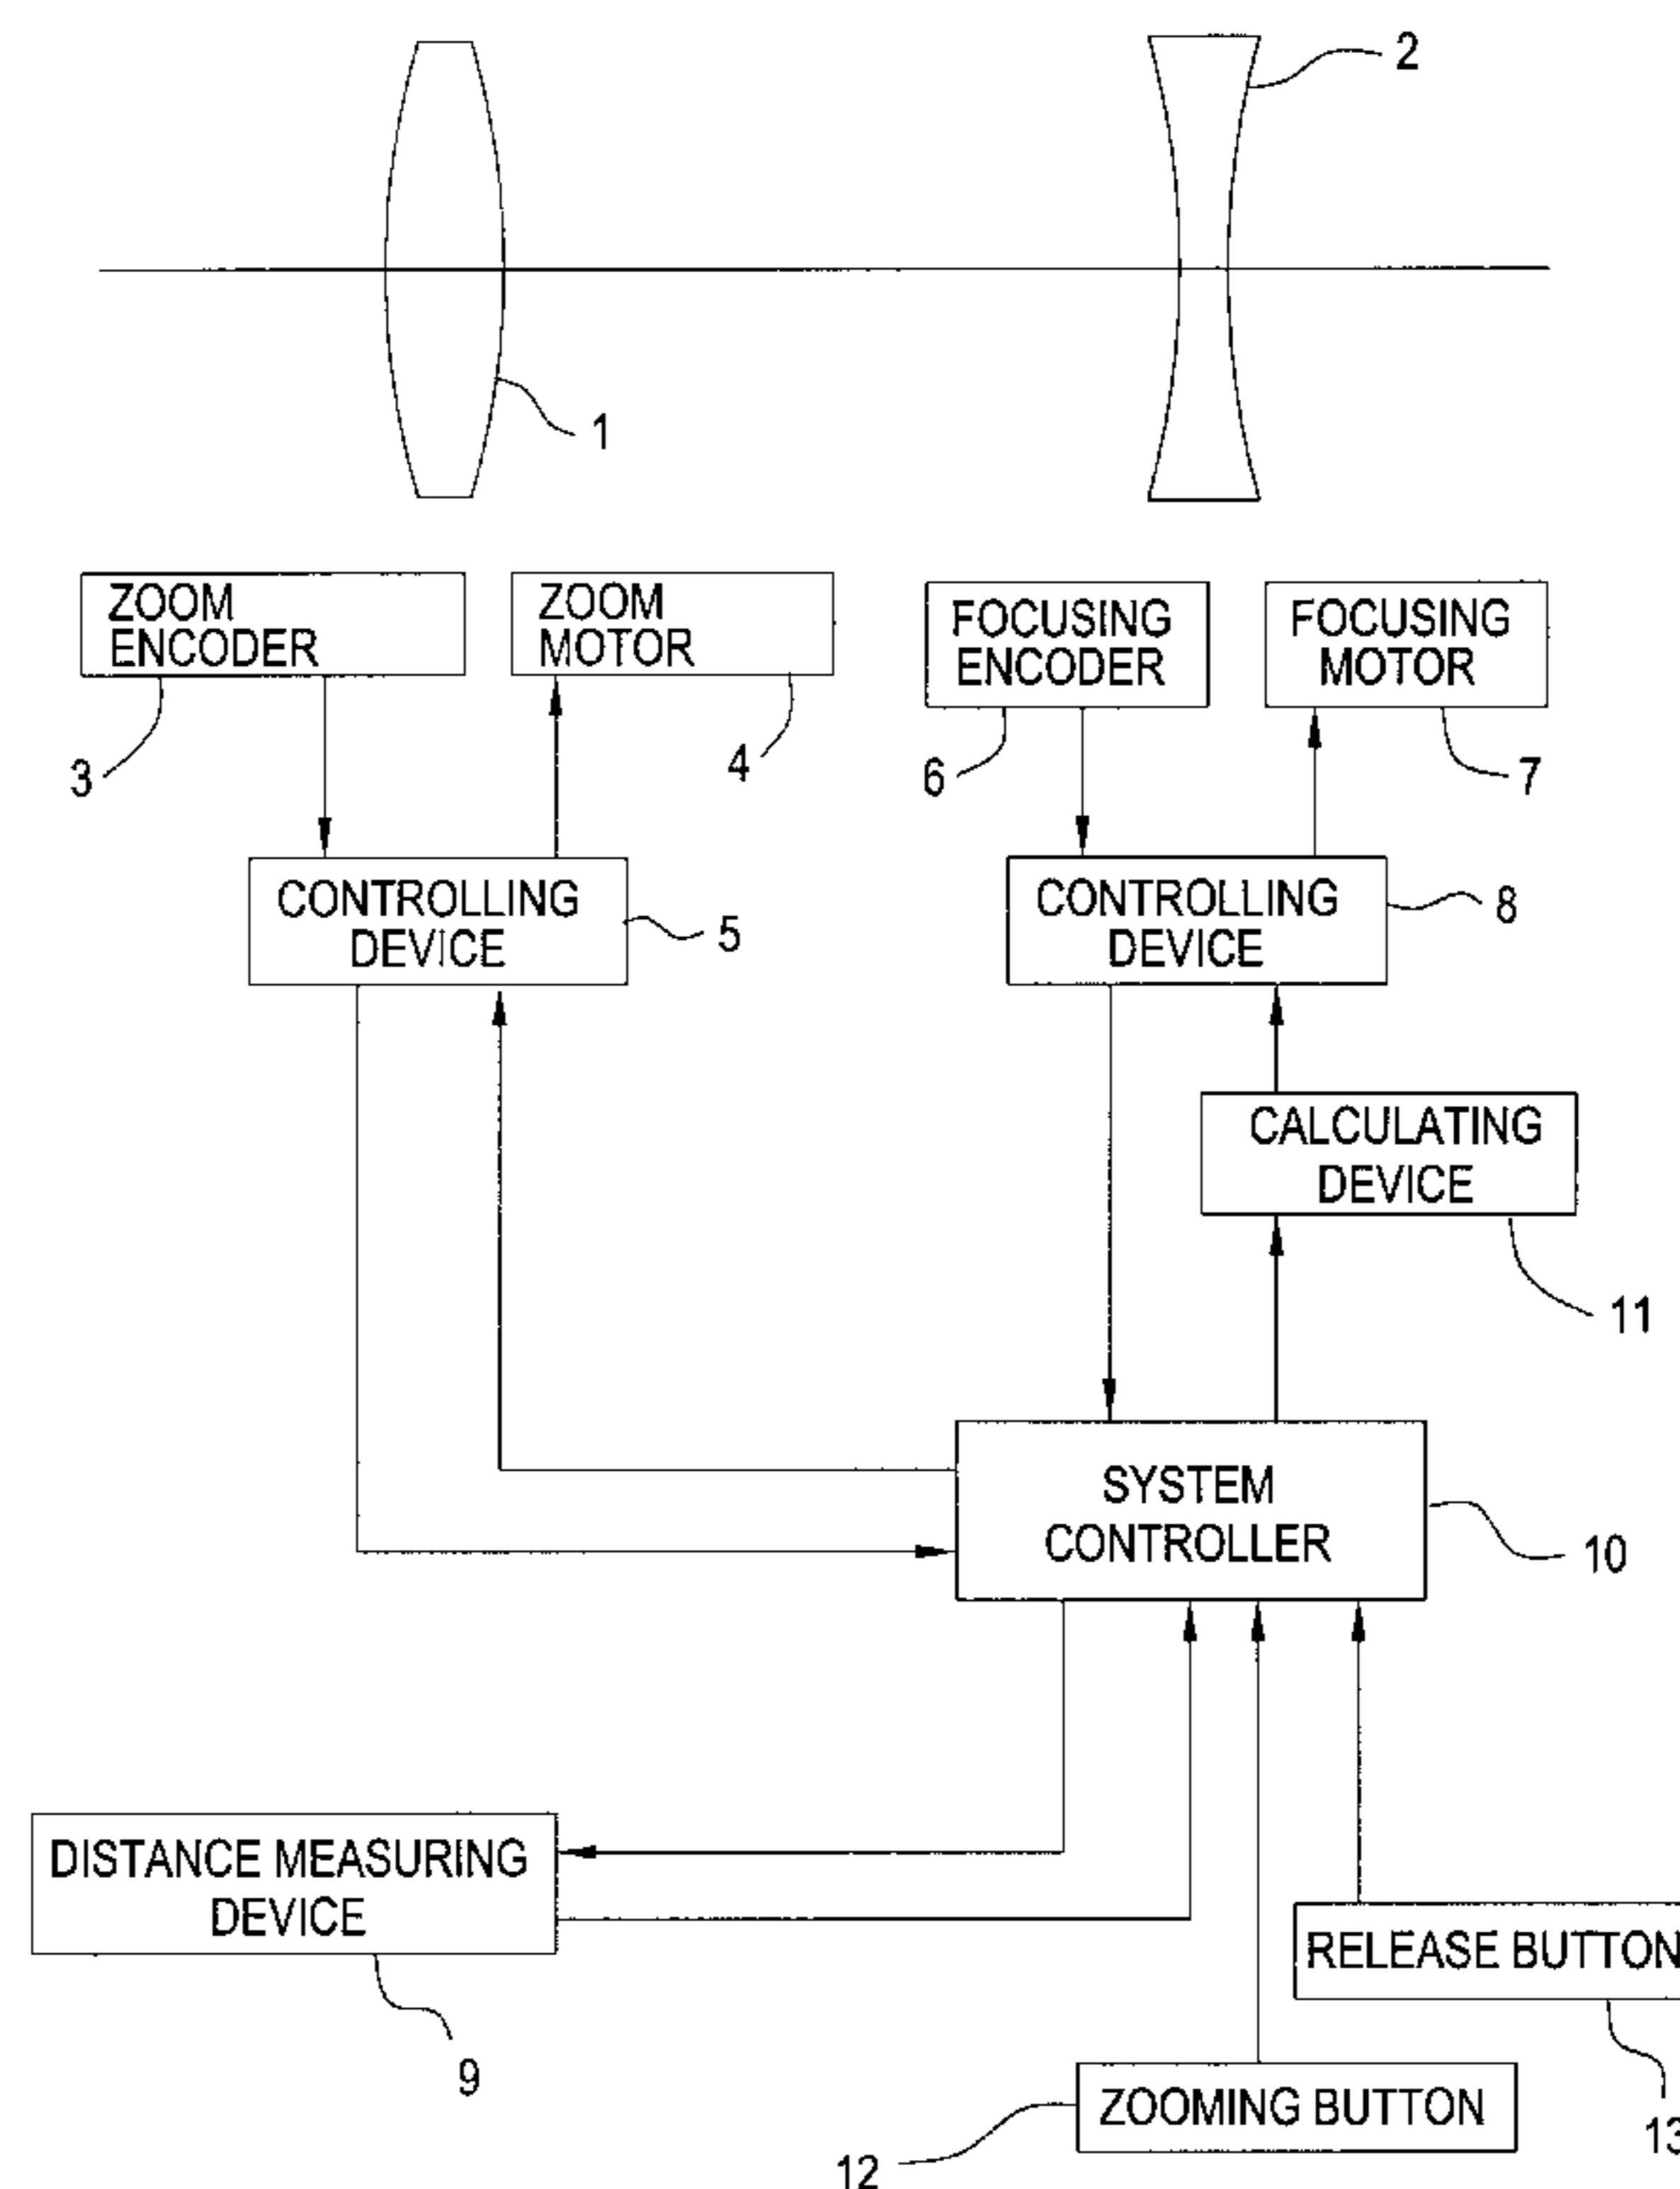 2
1
ZOOM
ENCODER
ZOOM
MOTOR
FOCUSING
ENCODER
FOCUSING
MOTOR
3
4
6
7
CONTROLLING
DEVICE
5
CONTROLLING
DEVICE
8
CALCULATING
DEVICE
11
SYSTEM
CONTROLLER
10
DISTANCE MEASURING
DEVICE
9
RELEASE BUTTON
13
ZOOMING BUTTON
12